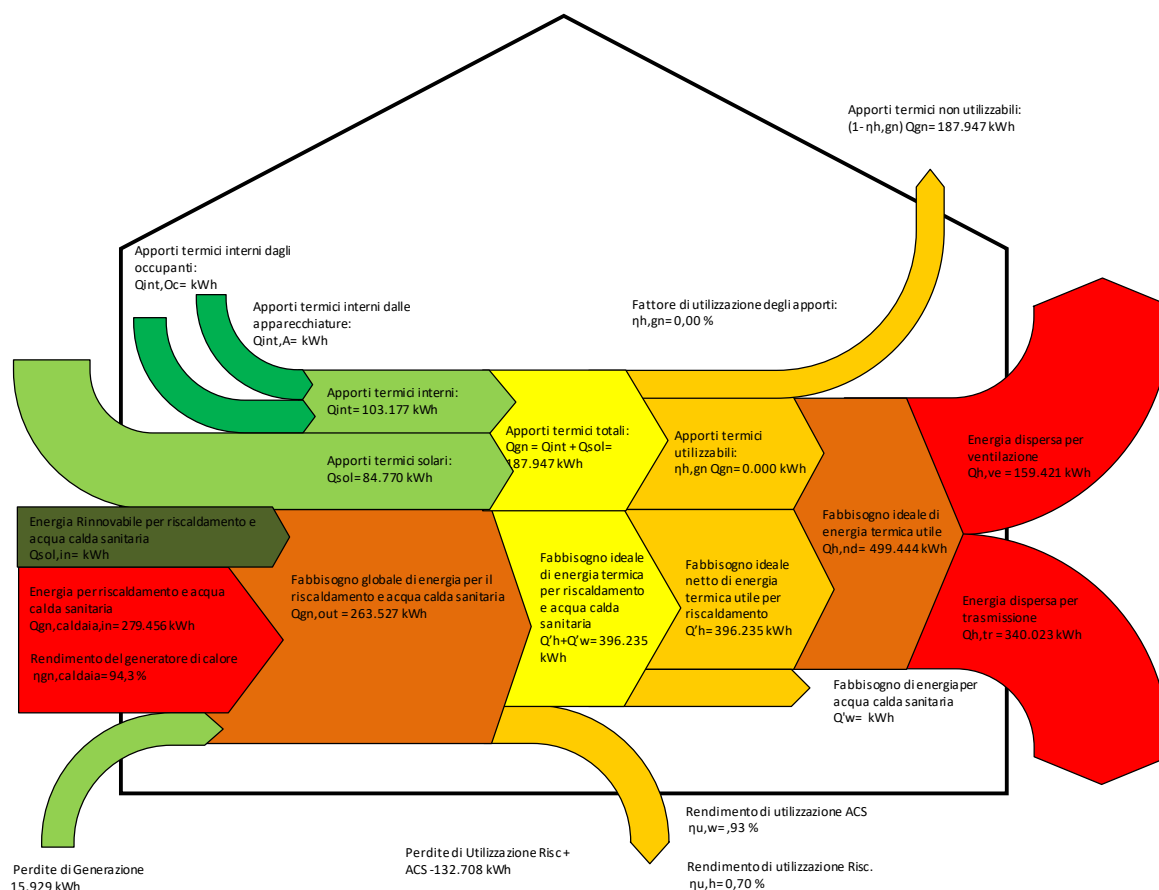 Apporti termici non utilizzabili:
(1- ηh,gn) Qgn= 187.947 kWh
Apporti termici interni dagli
occupanti:
Qint,Oc= kWh
Apporti termici interni dalle
apparecchiature:
Qint,A= kWh
Fattore di utilizzazione degli apporti:
ηh,gn= 0,00 %
Apporti termici interni:
Qint= 103.177 kWh
Apporti termici solari:
Qsol= 84.770 kWh
Apporti termici totali:
Qgn = Qint + Qsol=
187.947 kWh
Apporti termici
utilizzabili:
ηh,gn Qgn= 0.000 kWh
Energia dispersa per
ventilazione
Qh,ve = 159.421 kWh
Energia Rinnovabile per riscaldamento e
acqua calda sanitaria
Qsol,in= kWh
Energia per riscaldamento e acqua
calda sanitaria
Qgn,caldaia,in= 279.456 kWh
Rendimento del generatore di calore
ηgn,caldaia= 94,3 %
Fabbisogno globale di energia per il
riscaldamento e acqua calda sanitaria
Qgn,out = 263.527 kWh
Fabbisogno ideale
di energia termica
per riscaldamento
e acqua calda
sanitaria
Q'h+Q'w= 396.235
kWh
Fabbisogno ideale
netto di energia
termica utile per
riscaldamento
Q'h= 396.235 kWh
Fabbisogno ideale di
energia termica utile
Qh,nd= 499.444 kWh
Energia dispersa per
trasmissione
Qh,tr= 340.023 kWh
Fabbisogno di energia per
acqua calda sanitaria
Q'w= kWh
Perdite di Generazione
15.929 kWh
Perdite di Utilizzazione Risc +
ACS -132.708 kWh
Rendimento di utilizzazione ACS
ηu,w= ,93 %
Rendimento di utilizzazione Risc.
ηu,h= 0,70 %